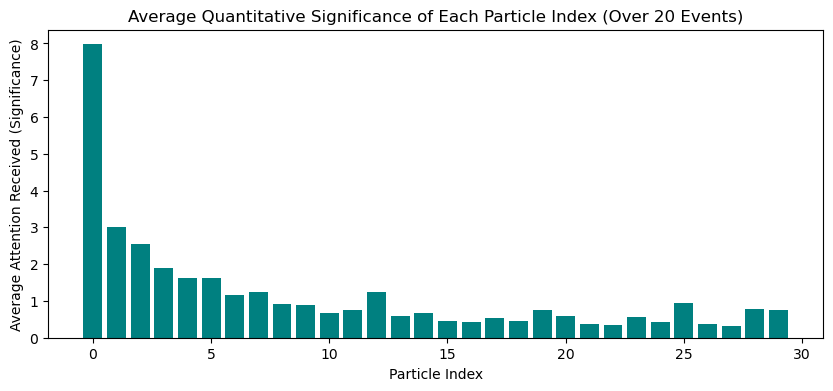 Average Quantitative Significance of Each Particle Index (Over 20 Events)
Average Attention Received (Significance)
8
7
6
5
4
3
2
1
0
0 5 10 15 20 25 30
Particle Index